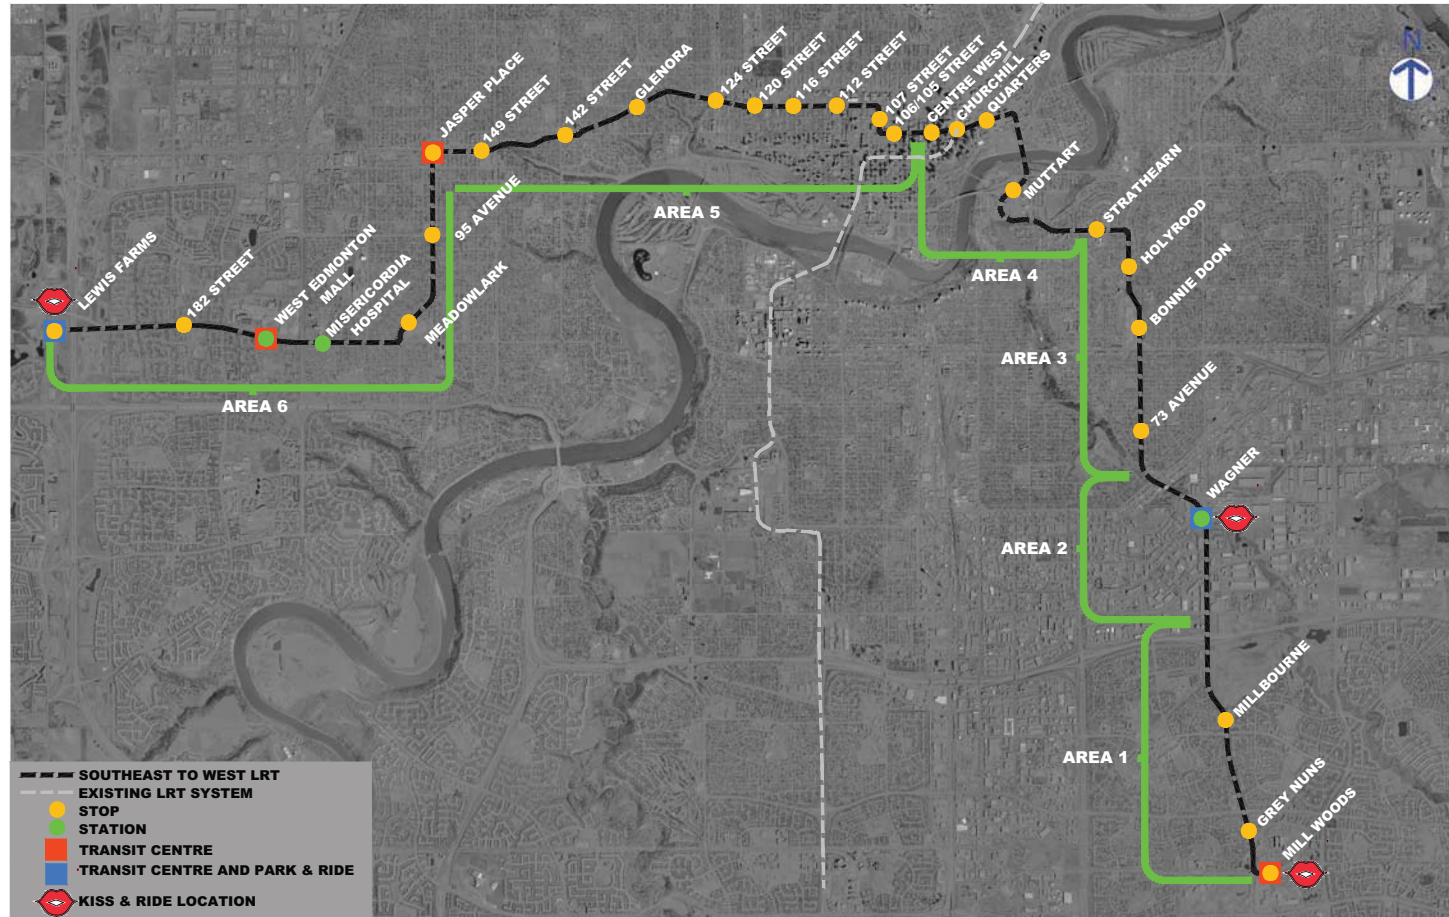 N
JASPER PLACE
149 STREET
142 STREET
GLENORA
124 STREET
120 STREET
116 STREET
112 STREET
107 STREET
106/105 STREET
CENTRE WEST
CHURCHILL
QUARTERS
MUTTART
STRATHEARN
HOLYROOD
BONNIE DOON
73 AVENUE
WAGNER
MILLBOURNE
GREY NUNS
MILL WOODS
95 AVENUE
MEADOWLARK
MISERICORDIA
HOSPITAL
WEST EDMONTON
MALL
182 STREET
LEWIS FARMS
AREA 5
AREA 4
AREA 3
AREA 6
AREA 2
AREA 1
SOUTHEAST TO WEST LRT
EXISTING LRT SYSTEM
STOP
STATION
TRANSIT CENTRE
TRANSIT CENTRE AND PARK & RIDE
KISS & RIDE LOCATION